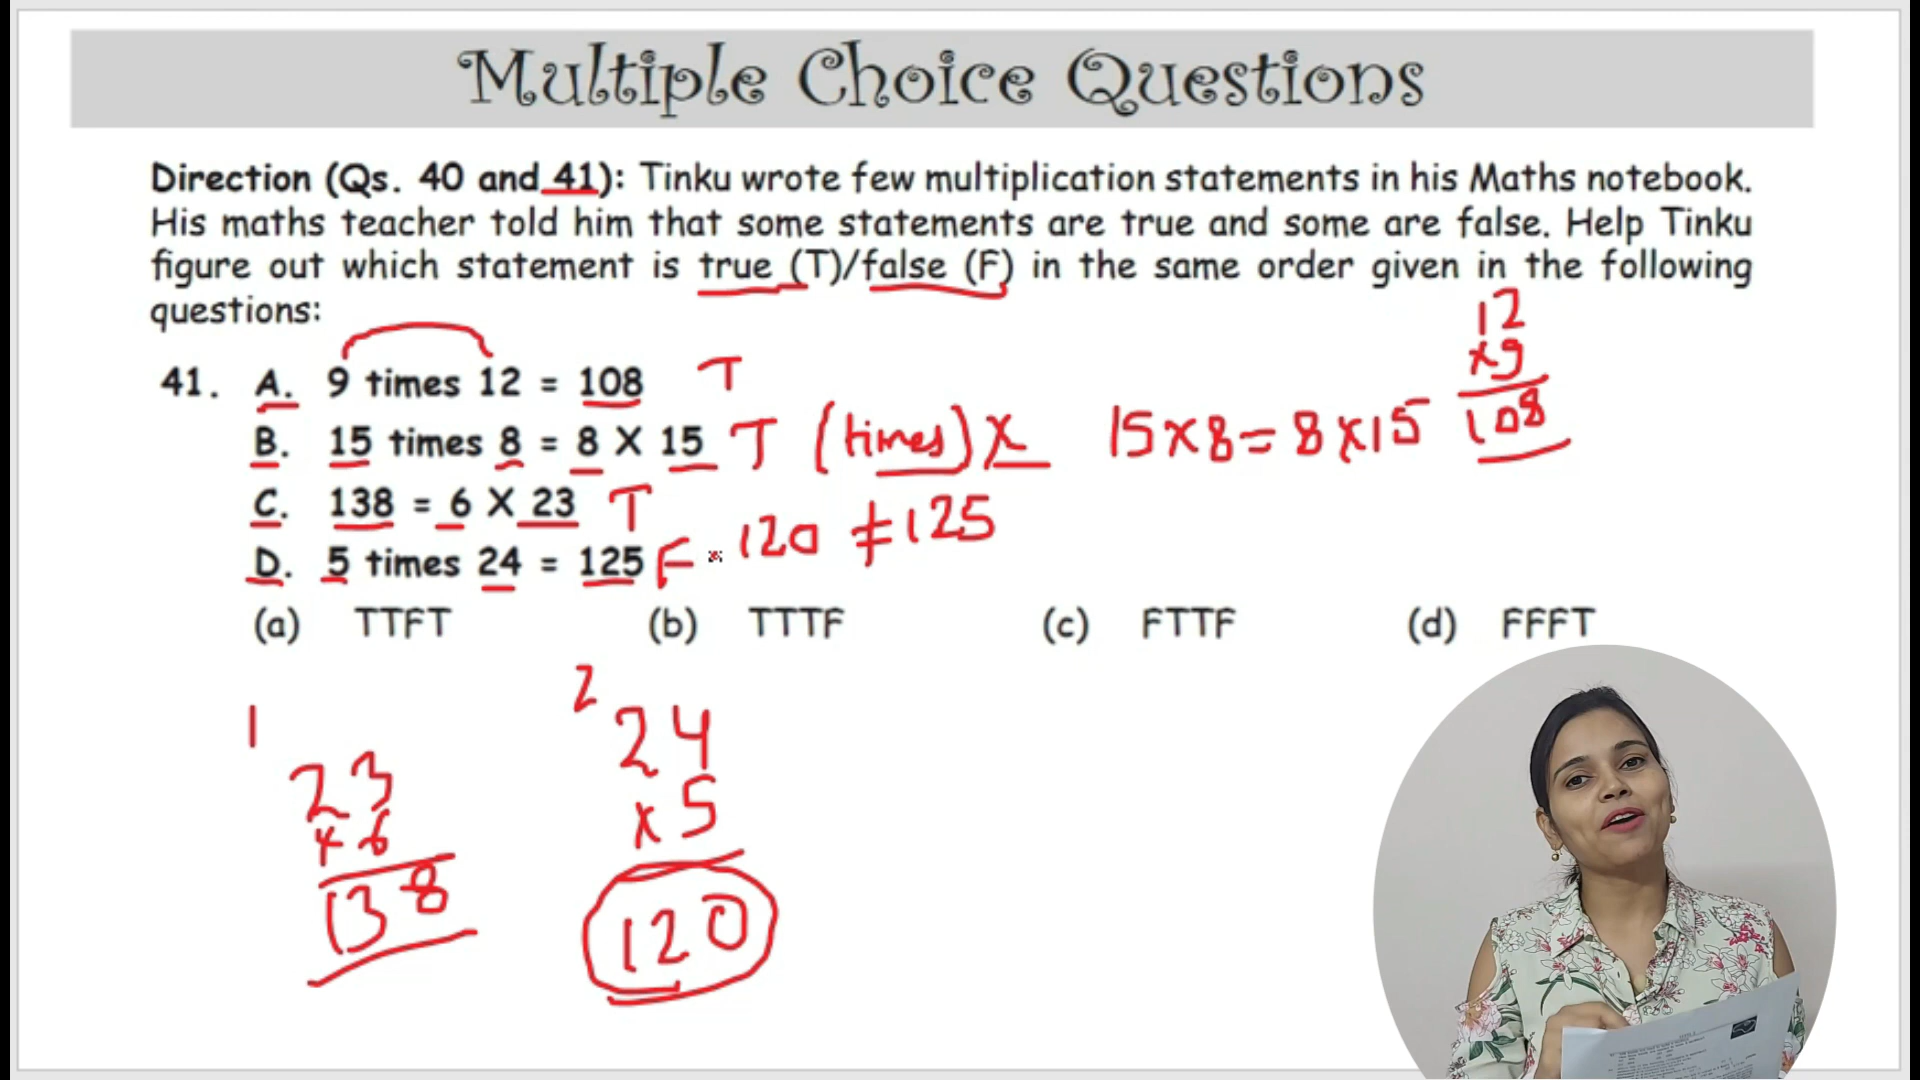 Multiple Choice Questions
Direction (Qs. 40 and 41): Tinku wrote few multiplication statements in his Maths notebook.
His maths teacher told him that some statements are true and some are false. Help Tinku
figure out which statement is true (T)/false (F) in the same order given in the following
questions:
12
x9
108
41. A. 9 times 12 = 108 T
B. 15 times 8 = 8 X 15 T (times) x 15x8=8x15
C. 138 = 6 X 23 T
D. 5 times 24 = 125 F 120 ≠125
(a) TTFT (b) TTTF (c) FTTF (d) FFFT
1
23
x6
138
2
24
x5
120